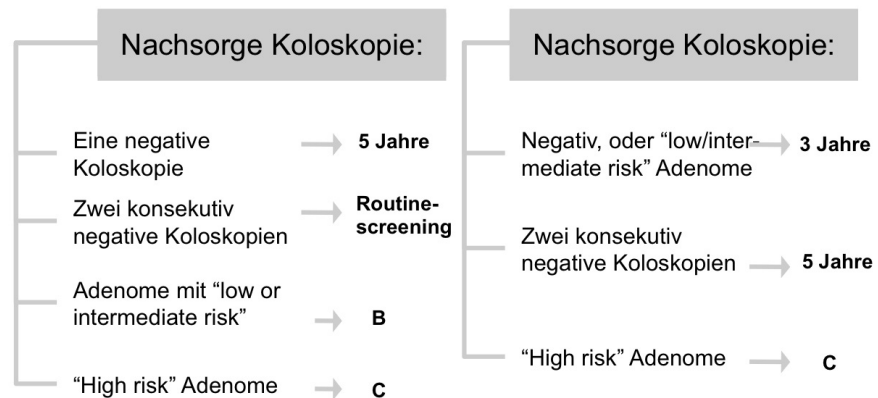 Nachsorge Koloskopie:
Eine negative
Koloskopie
5 Jahre
Zwei konsekutiv
negative Koloskopien
Routine-
screening
Adenome mit “low or
intermediate risk”
B
“High risk” Adenome
C
Nachsorge Koloskopie:
Negativ, oder “low/inter-
mediate risk” Adenome
3 Jahre
Zwei konsekutiv
negative Koloskopien
5 Jahre
“High risk” Adenome
C